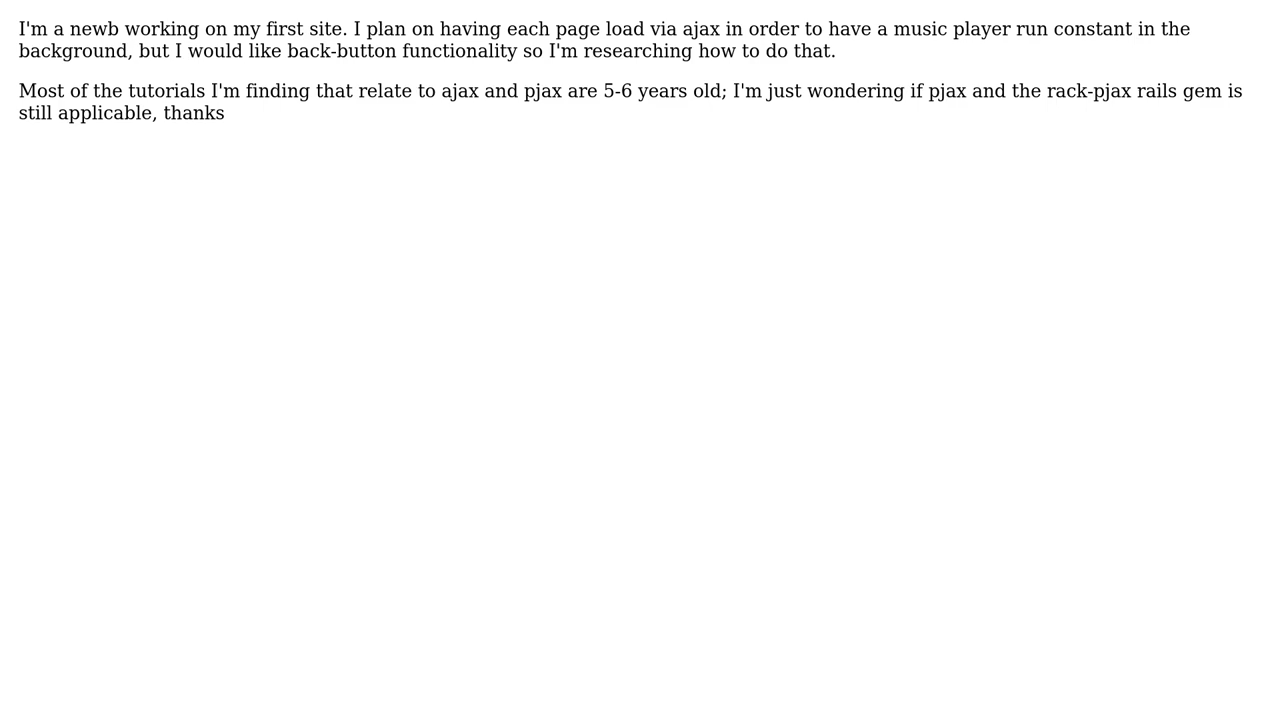 I'm a newb working on my first site. I plan on having each page load via ajax in order to have a music player run constant in the
background, but I would like back-button functionality so I'm researching how to do that.
Most of the tutorials I'm finding that relate to ajax and pjax are 5-6 years old; I'm just wondering if pjax and the rack-pjax rails gem is
still applicable, thanks